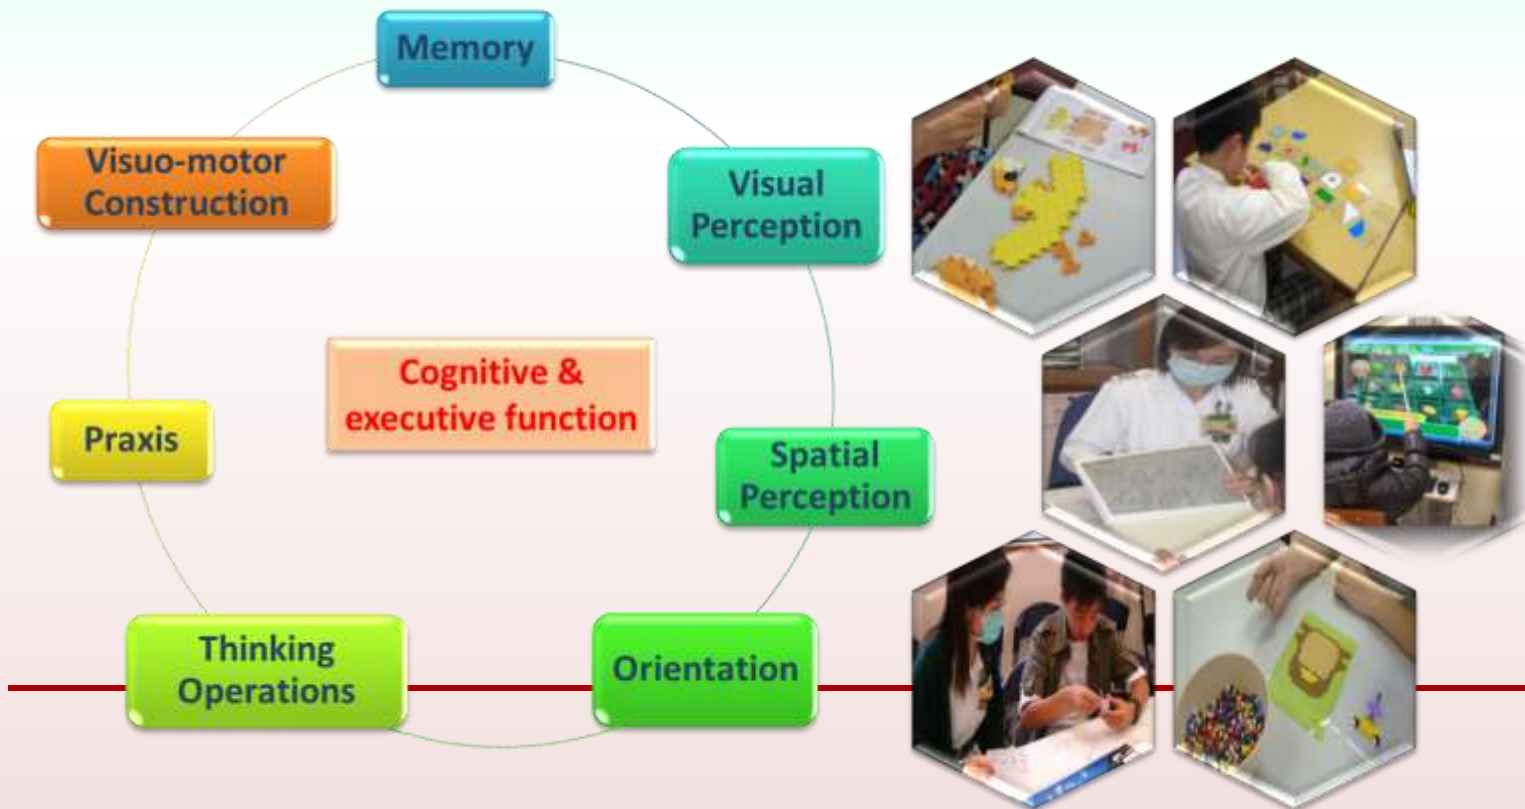 Memory
Visual
Perception
Spatial
Perception
Orientation
Thinking
Operations
Praxis
Visuo-motor
Construction
Cognitive &
executive function